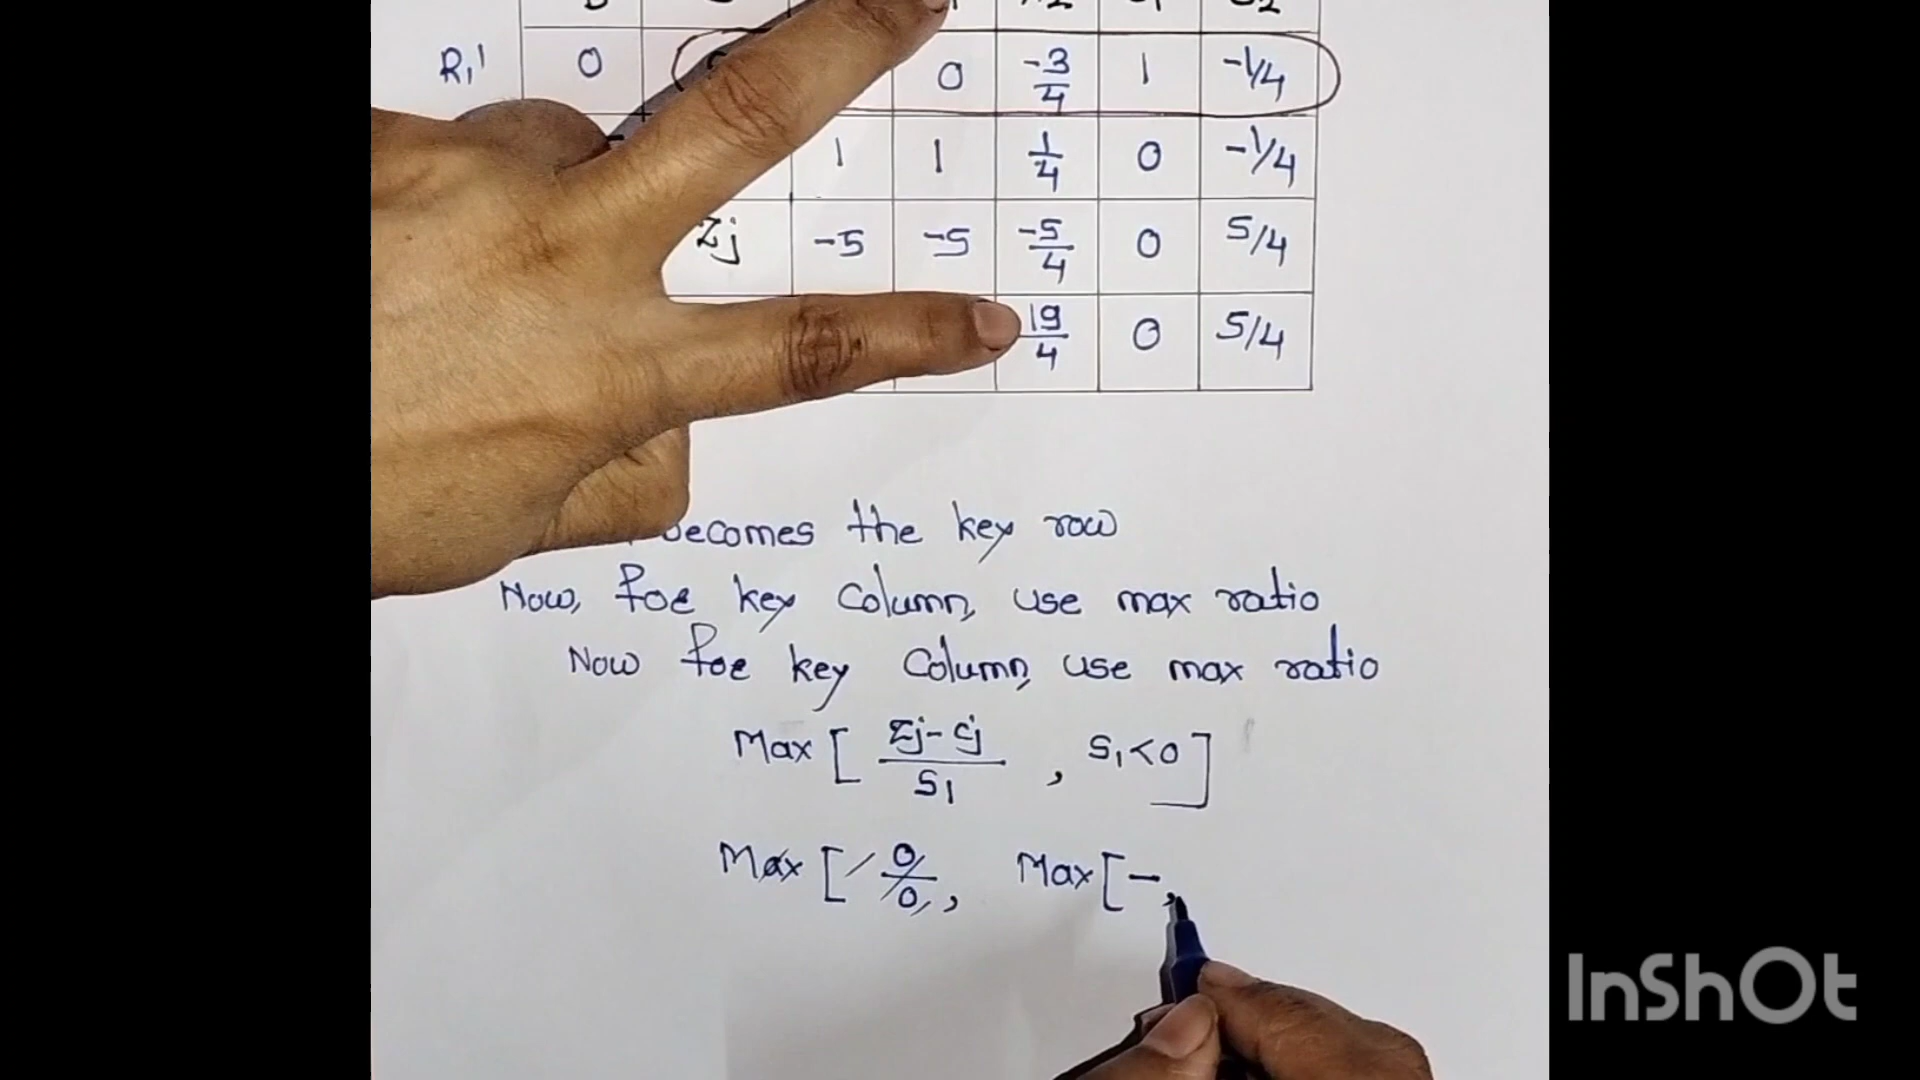 R₁' 0 0 -3/4 1 -1/4
1 1 1/4 0 -1/4
Zj -5 -5 -5/4 0 5/4
19/4 0 5/4
becomes the key row
Now, foe key column, use max ratio
Now foe key column, use max ratio
Max [ Zj-Cj / S₁ , S₁<0 ]
Max [ 0/0, Max [ -,
InShOt